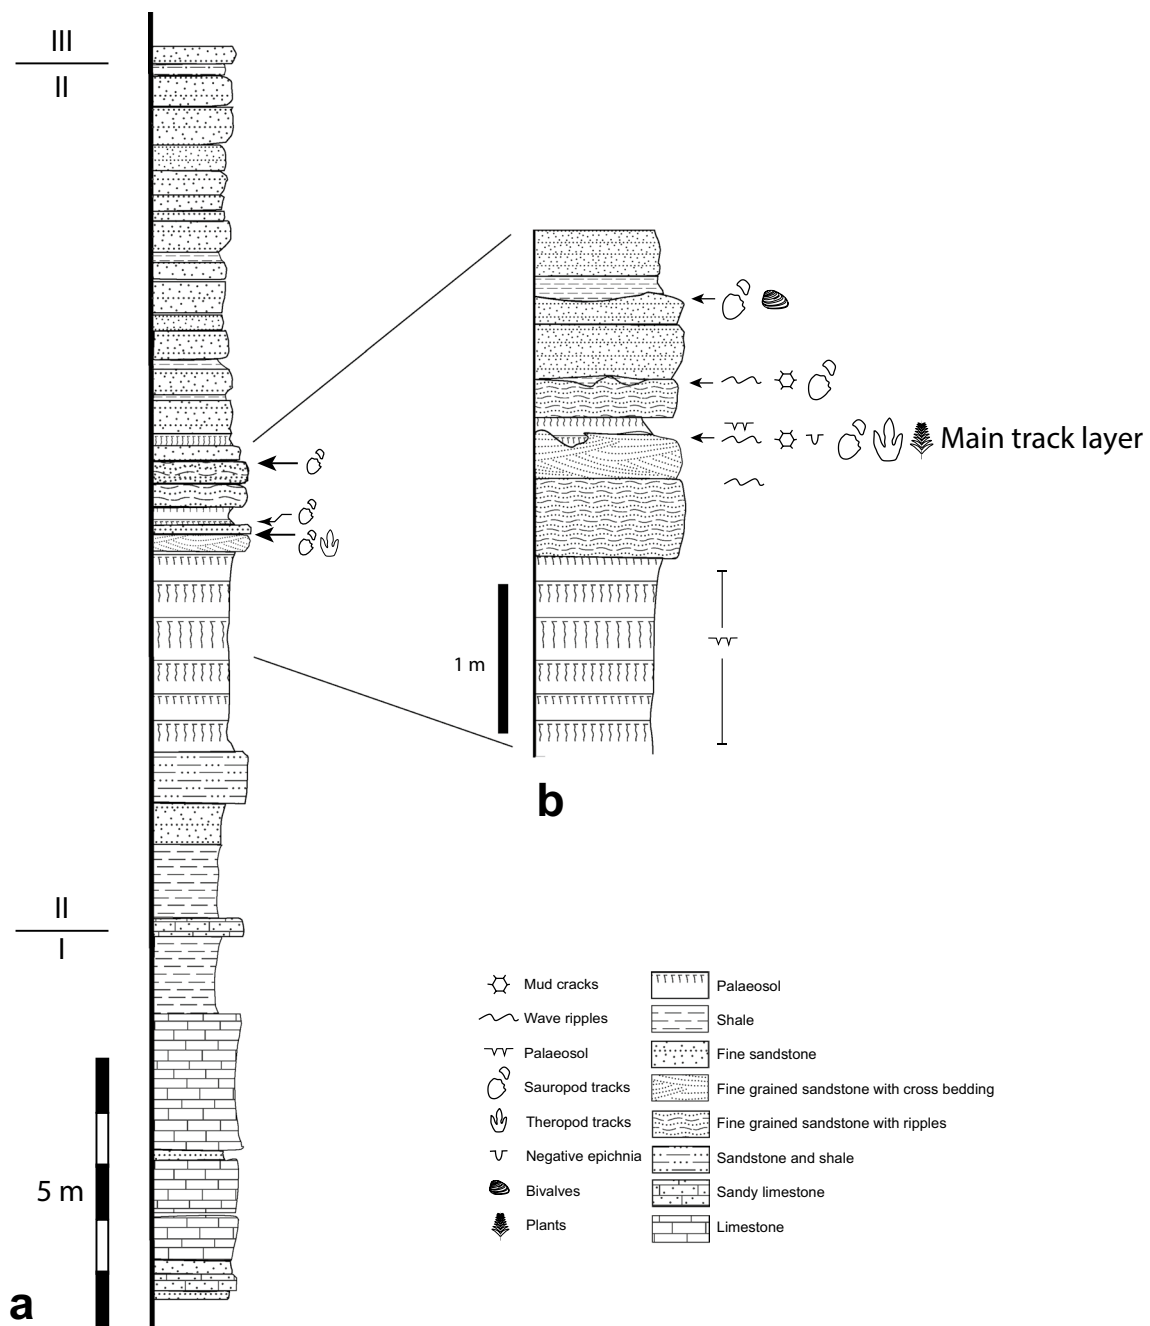 III
II
Main track layer
1 m
b
II
I
5 m
a
Mud cracks
Wave ripples
Palaeosol
Sauropod tracks
Theropod tracks
Negative epichnia
Bivalves
Plants
Palaeosol
Shale
Fine sandstone
Fine grained sandstone with cross bedding
Fine grained sandstone with ripples
Sandstone and shale
Sandy limestone
Limestone